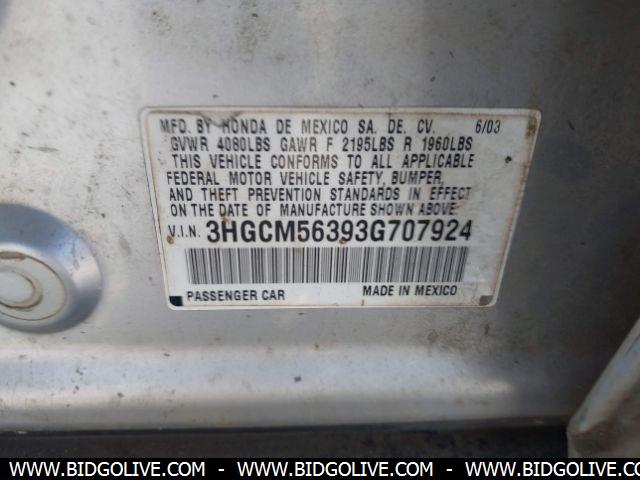 MFD. BY HONDA DE MEXICO SA. DE. CV. 6/03
GVWR 4080LBS GAWR F 2195LBS R 1960LBS
THIS VEHICLE CONFORMS TO ALL APPLICABLE
FEDERAL MOTOR VEHICLE SAFETY, BUMPER,
AND THEFT PREVENTION STANDARDS IN EFFECT
ON THE DATE OF MANUFACTURE SHOWN ABOVE.
V.I.N. 3HGCM56393G707924
PASSENGER CAR MADE IN MEXICO
WWW.BIDGOLIVE.COM - WWW.BIDGOLIVE.COM - WWW.BIDGOLIVE.COM